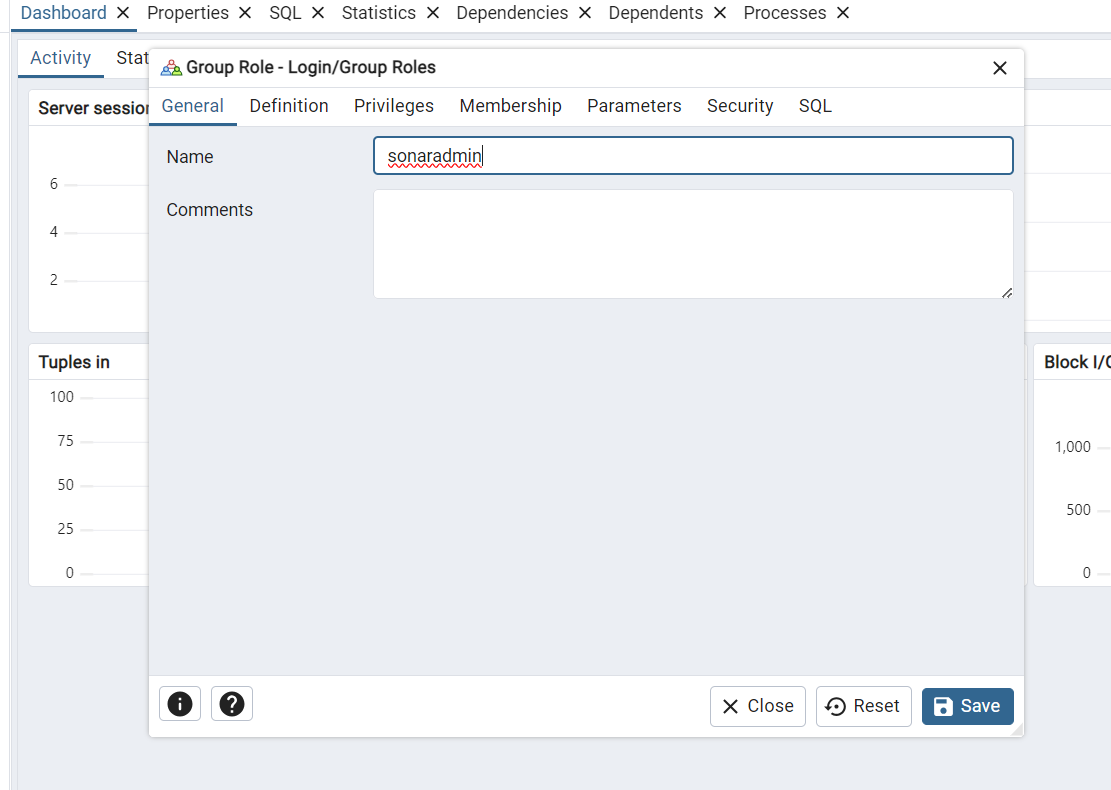 Dashboard Properties SQL Statistics Dependencies Dependents Processes
Activity Stat
Group Role - Login/Group Roles
General Definition Privileges Membership Parameters Security SQL
Server session
Name sonaradmin
6
Comments
4
2
Tuples in
Block I/O
100
75
50
25
0
1,000
500
0
Close Reset Save